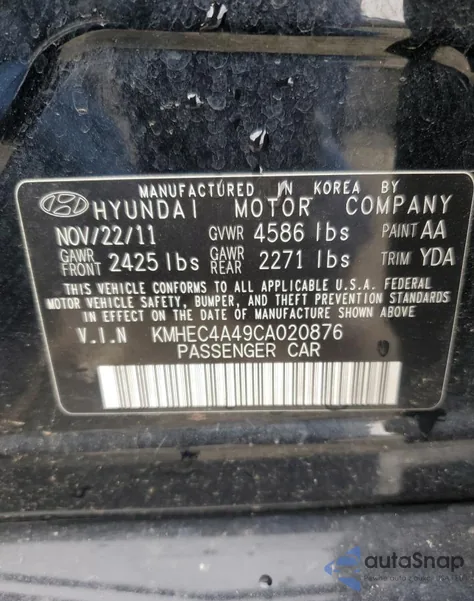 MANUFACTURED IN KOREA BY
HYUNDAI MOTOR COMPANY
NOV/22/11 GVWR 4586 lbs PAINT AA
GAWR FRONT 2425 lbs GAWR REAR 2271 lbs TRIM YDA
THIS VEHICLE CONFORMS TO ALL APPLICABLE U.S.A. FEDERAL
MOTOR VEHICLE SAFETY, BUMPER, AND THEFT PREVENTION STANDARDS
IN EFFECT ON THE DATE OF MANUFACTURE SHOWN ABOVE
V.I.N KMHEC4A49CA020876
PASSENGER CAR
autoSnap